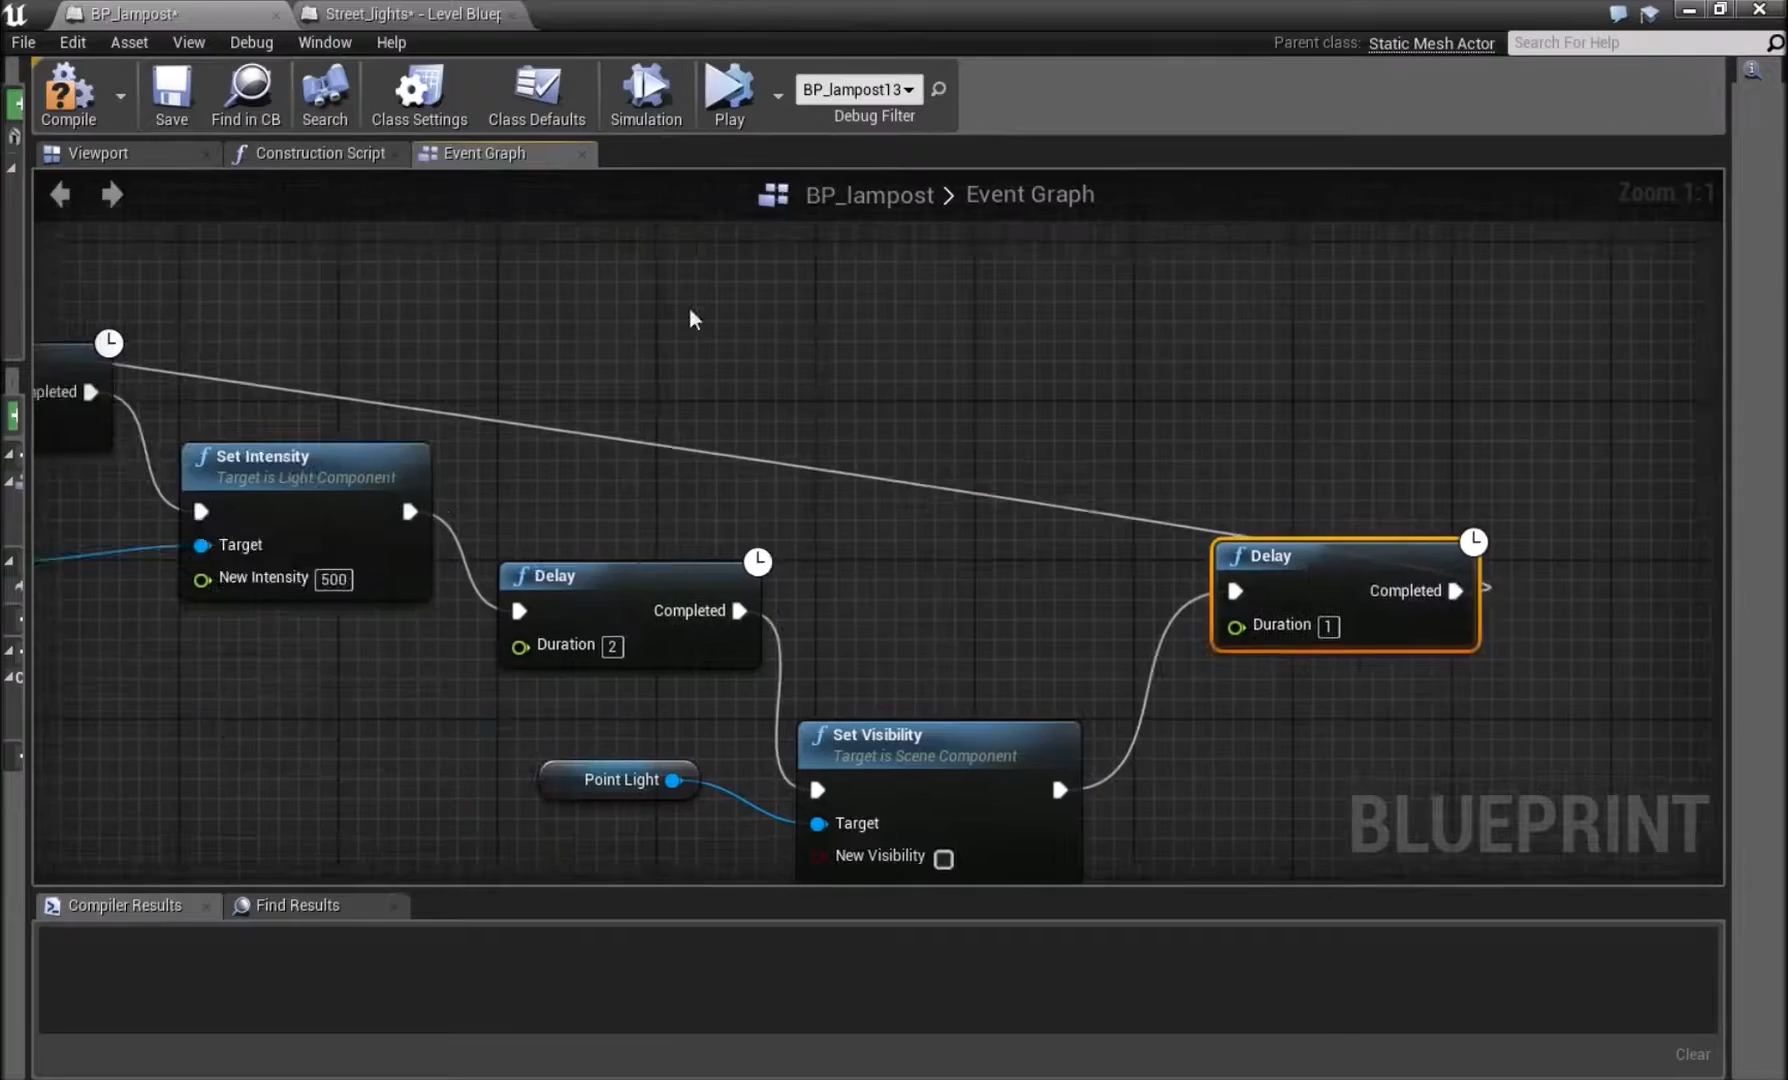 BP_lampost*
Street_lights* - Level Bluep
File Edit Asset View Debug Window Help
Parent class: Static Mesh Actor
Search For Help
Compile
Save
Find in CB
Search
Class Settings
Class Defaults
Simulation
Play
BP_lampost13
Debug Filter
Viewport
Construction Script
Event Graph
BP_lampost > Event Graph
Zoom 1:1
mpleted
Set Intensity
Target is Light Component
Target
New Intensity 500
Delay
Completed
Duration 2
Point Light
Set Visibility
Target is Scene Component
Target
New Visibility
Delay
Completed
Duration 1
BLUEPRINT
Compiler Results
Find Results
Clear